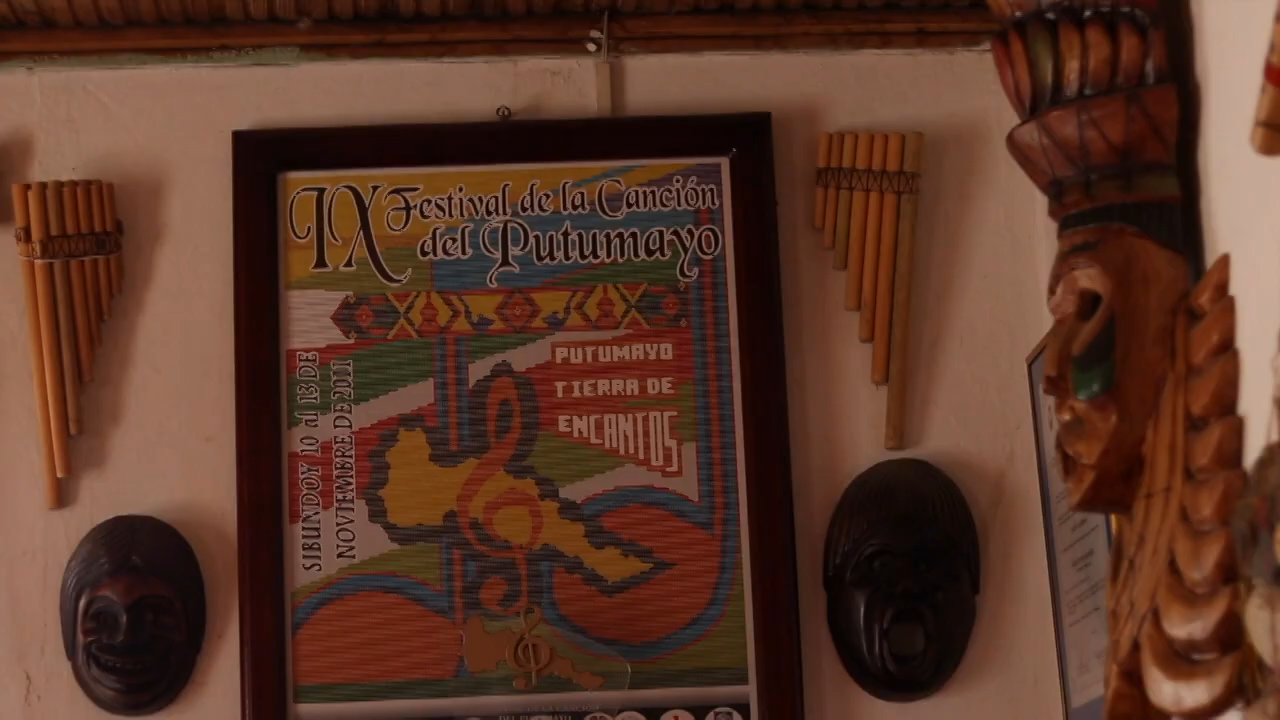 IX Festival de la Canción
del Putumayo
PUTUMAYO
TIERRA DE
ENCANTOS
SIBUNDOY 10 al 13 DE
NOVIEMBRE DE 2011